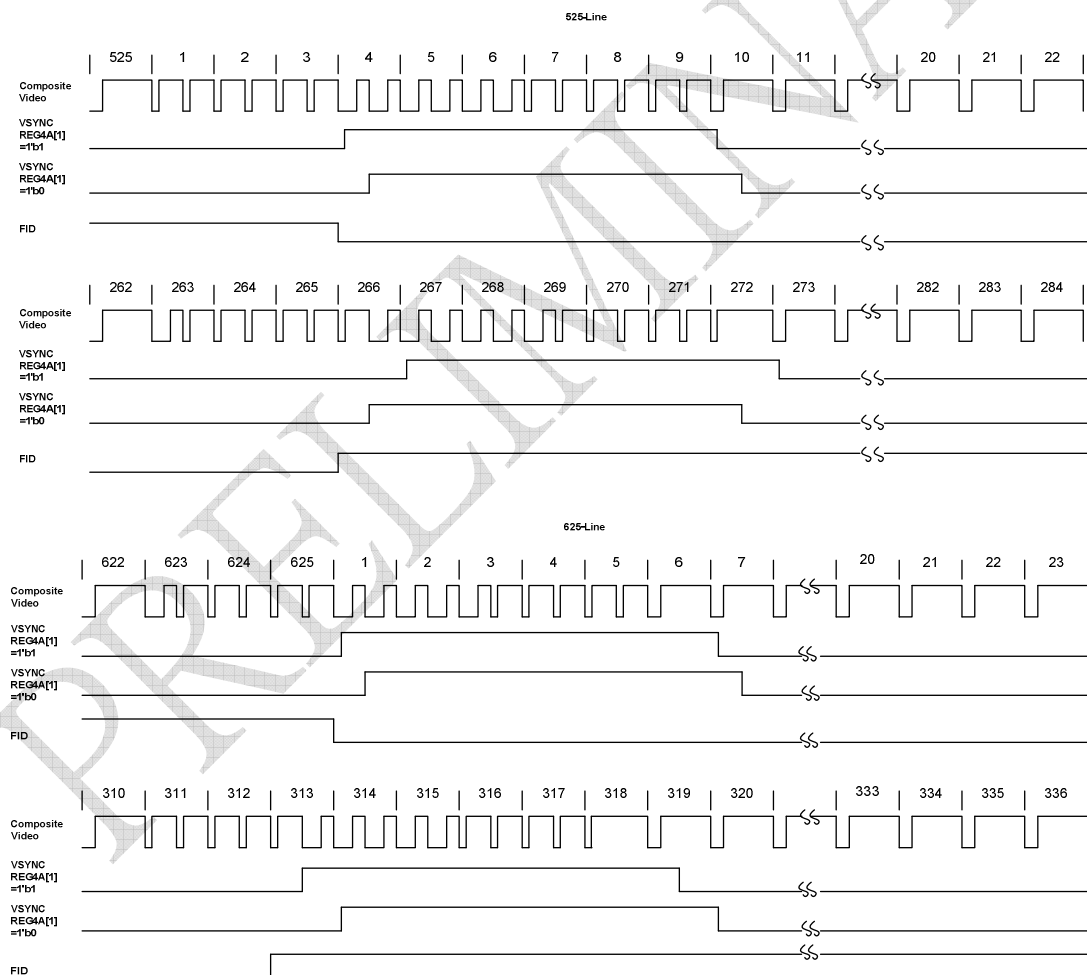 525-Line
525 1 2 3 4 5 6 7 8 9 10 11 20 21 22
Composite
Video
VSYNC
REG4A[1]
=1'b1
VSYNC
REG4A[1]
=1'b0
FID
262 263 264 265 266 267 268 269 270 271 272 273 282 283 284
Composite
Video
VSYNC
REG4A[1]
=1'b1
VSYNC
REG4A[1]
=1'b0
FID
625-Line
622 623 624 625 1 2 3 4 5 6 7 20 21 22 23
Composite
Video
VSYNC
REG4A[1]
=1'b1
VSYNC
REG4A[1]
=1'b0
FID
310 311 312 313 314 315 316 317 318 319 320 333 334 335 336
Composite
Video
VSYNC
REG4A[1]
=1'b1
VSYNC
REG4A[1]
=1'b0
FID
PRELIMINA